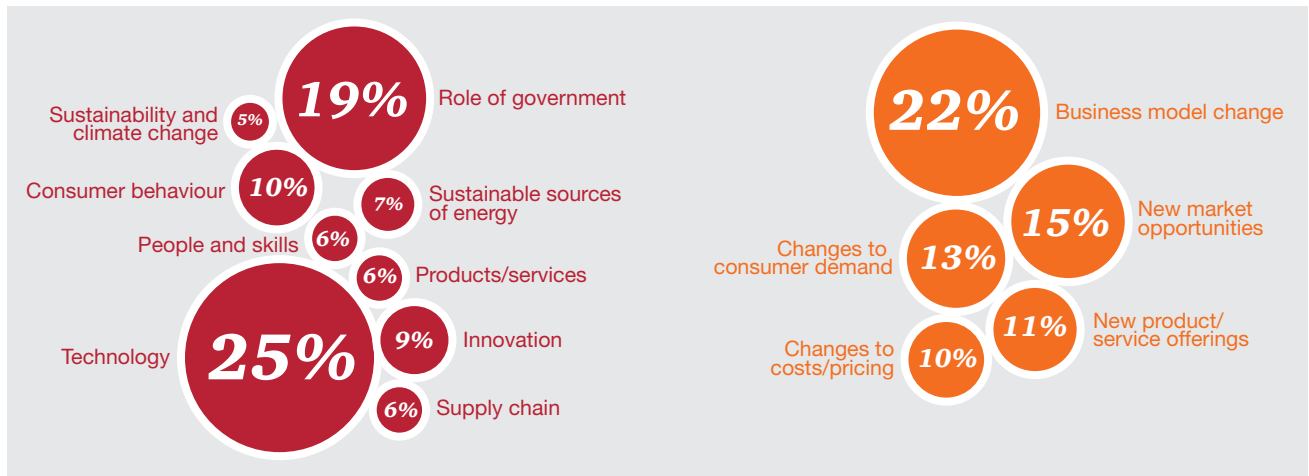 19%
Role of government
Sustainability and
climate change
5%
Consumer behaviour
10%
7%
Sustainable sources
of energy
People and skills
6%
6%
Products/services
Technology
25%
9%
Innovation
6%
Supply chain
22%
Business model change
15%
New market
opportunities
Changes to
consumer demand
13%
11%
New product/
service offerings
Changes to
costs/pricing
10%